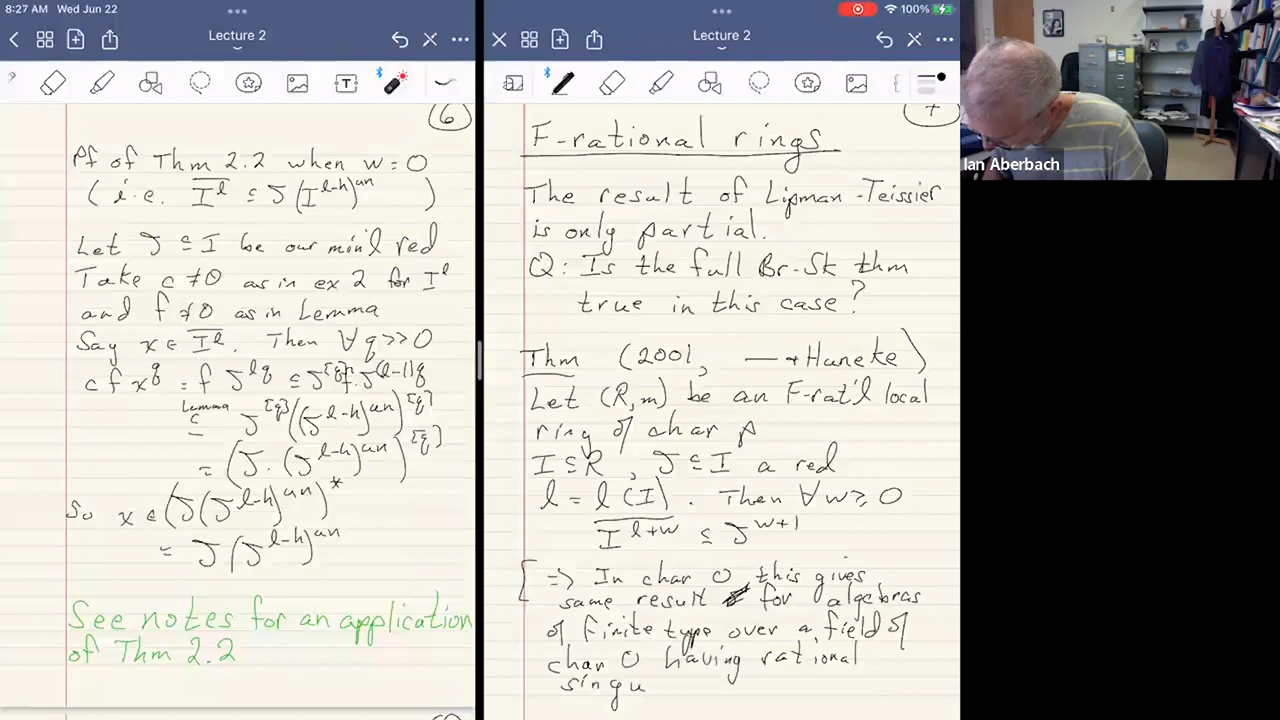 8:27 AM Wed Jun 22
100%
Lecture 2
Lecture 2
6
Pf of Thm 2.2 when w = 0
(i.e. \overline{I^l} ⊆ J(I^{l-h})^{un} )
Let J ⊆ I be our min'l red
Take c ≠ 0 as in ex 2 for I^l
and f ≠ 0 as in Lemma
Say x ∈ \overline{I^l}. Then ∀ q >> 0
c f x^q = f J^{lq} ⊆ J^{[q]} f J^{(l-1)q}
Lemma
⊆ J^{[q]} ((J^{l-h})^{un})^{[q]}
= (J · (J^{l-h})^{un})^{[q]}
So x ∈ (J(J^{l-h})^{un})^*
= J(J^{l-h})^{un}
See notes for an application
of Thm 2.2
7
F-rational rings
The result of Lipman-Teissier
is only partial.
Q: Is the full Br-Sk thm
true in this case?
Thm (2001, — + Huneke)
Let (R, m) be an F-rat'l local
ring of char p
I ⊆ R, J ⊆ I a red
l = l(I). Then ∀ w ≥ 0
\overline{I^{l+w}} ⊆ J^{w+1}
[ => In char 0 this gives
same result for algebras
of finite type over a field of
char 0 having rational
singu
Ian Aberbach